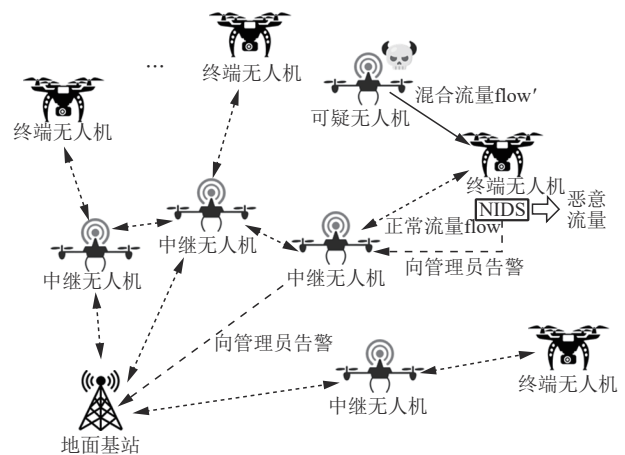 …
终端无人机
终端无人机
可疑无人机
混合流量flow′
终端无人机
NIDS
恶意
流量
正常流量flow
中继无人机
中继无人机
中继无人机
向管理员告警
向管理员告警
终端无人机
中继无人机
地面基站